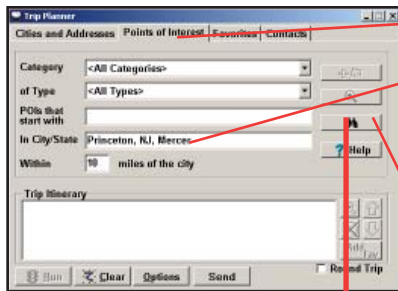 Trip Planner
Cities and Addresses Points of Interest Favorites Contacts
Category <All Categories>
of Type <All Types>
POIs that
start with
In City/State Princeton, NJ, Mercer
Within 10 miles of the city
? Help
Trip Itinerary
Add
Fav
Run Clear Options Send
Round Trip